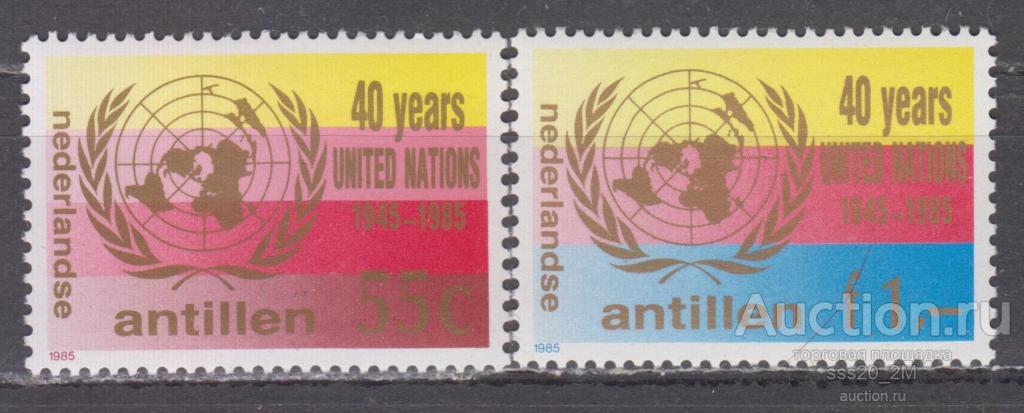 nederlandse
40 years
UNITED NATIONS
1945-1985
55c
antillen
1985
nederlandse
40 years
UNITED NATIONS
1945-1985
antillen f1,-
1985
Auction.ru
торговая площадка
sss20_2M
auction.ru